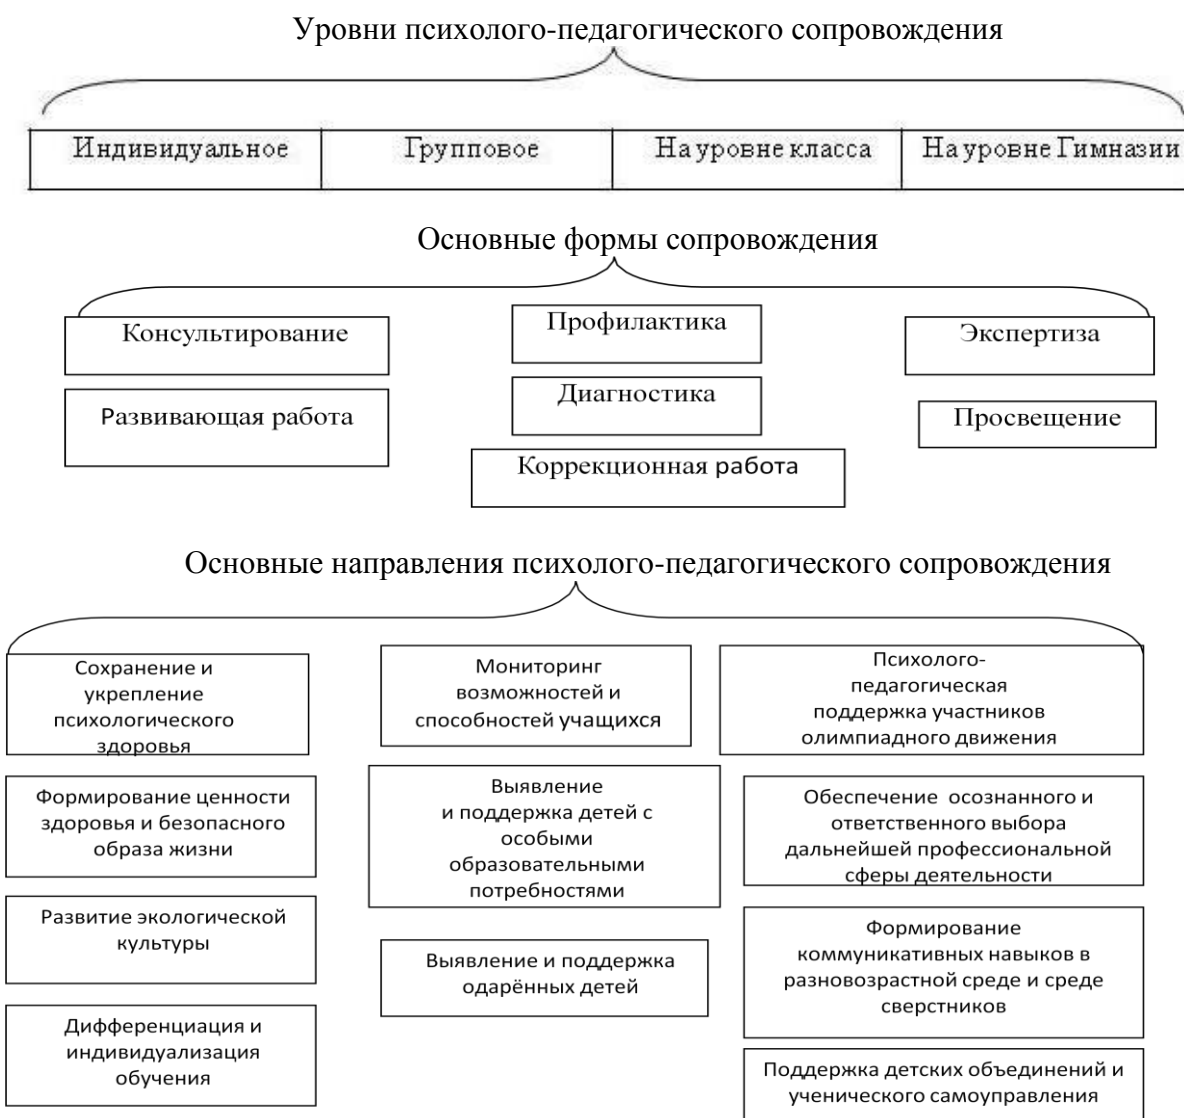 Уровни психолого-педагогического сопровождения
Индивидуальное
Групповое
На уровне класса
На уровне Гимназии
Основные формы сопровождения
Консультирование
Развивающая работа
Профилактика
Диагностика
Коррекционная работа
Экспертиза
Просвещение
Основные направления психолого-педагогического сопровождения
Сохранение и
укрепление
психологического
здоровья
Формирование ценности
здоровья и безопасного
образа жизни
Развитие экологической
культуры
Дифференциация и
индивидуализация
обучения
Мониторинг
возможностей и
способностей учащихся
Выявление
и поддержка детей с
особыми
образовательными
потребностями
Выявление и поддержка
одарённых детей
Психолого-
педагогическая
поддержка участников
олимпиадного движения
Обеспечение осознанного и
ответственного выбора
дальнейшей профессиональной
сферы деятельности
Формирование
коммуникативных навыков в
разновозрастной среде и среде
сверстников
Поддержка детских объединений и
ученического самоуправления